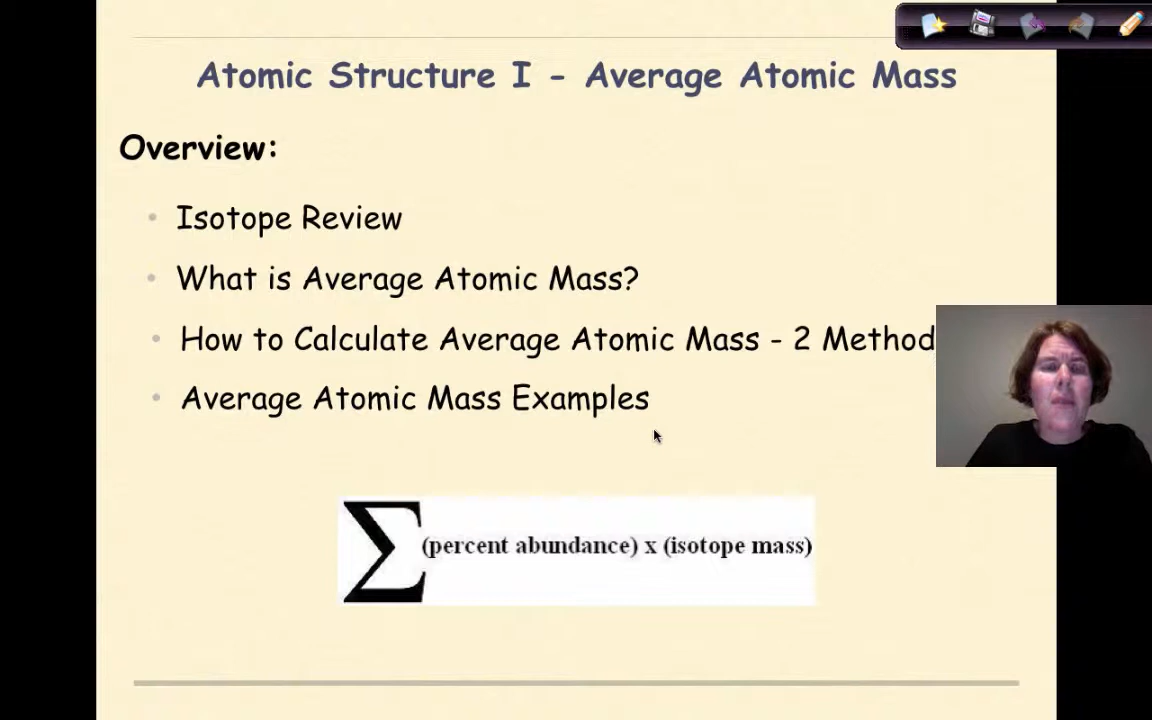 Atomic Structure I - Average Atomic Mass
Overview:
• Isotope Review
• What is Average Atomic Mass?
• How to Calculate Average Atomic Mass - 2 Method
• Average Atomic Mass Examples
∑ (percent abundance) x (isotope mass)